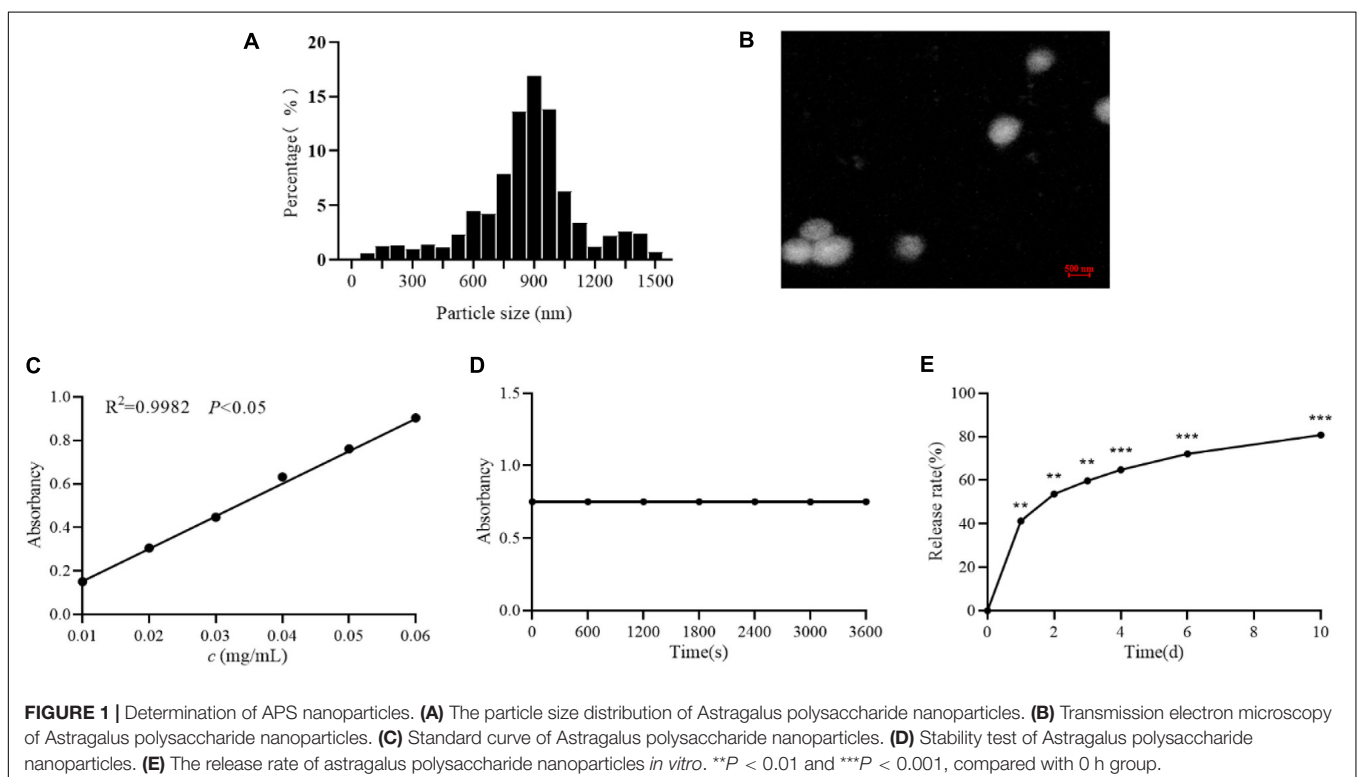 A
20
15
10
5
0
Percentage( %)
0 300 600 900 1200 1500
Particle size (nm)
B
500 nm
C
R²=0.9982 P<0.05
1.0
0.8
0.6
0.4
0.2
0.0
Absorbancy
0.01 0.02 0.03 0.04 0.05 0.06
c (mg/mL)
D
1.5
1.0
0.5
0.0
Absorbancy
0 600 1200 1800 2400 3000 3600
Time(s)
E
100
80
60
40
20
0
Release rate(%)
** ** ** *** *** ***
0 2 4 6 8 10
Time(d)
FIGURE 1 | Determination of APS nanoparticles. (A) The particle size distribution of Astragalus polysaccharide nanoparticles. (B) Transmission electron microscopy
of Astragalus polysaccharide nanoparticles. (C) Standard curve of Astragalus polysaccharide nanoparticles. (D) Stability test of Astragalus polysaccharide
nanoparticles. (E) The release rate of astragalus polysaccharide nanoparticles in vitro. **P < 0.01 and ***P < 0.001, compared with 0 h group.